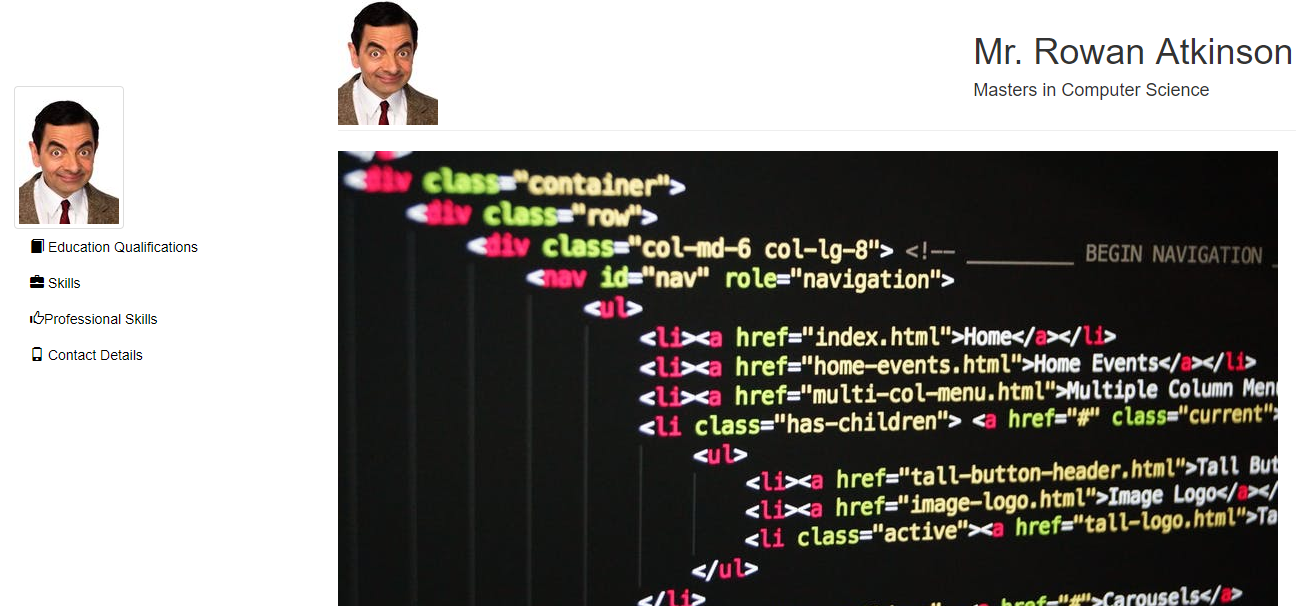 Mr. Rowan Atkinson
Masters in Computer Science
Education Qualifications
Skills
Professional Skills
Contact Details
<div class="container">
<div class="row">
<div class="col-md-6 col-lg-8"> <!-- __________ BEGIN NAVIGATION _
<nav id="nav" role="navigation">
<ul>
<li><a href="index.html">Home</a></li>
<li><a href="home-events.html">Home Events</a></li>
<li><a href="multi-col-menu.html">Multiple Column Men
<li class="has-children"> <a href="#" class="current">
<ul>
<li><a href="tall-button-header.html">Tall But
<li><a href="image-logo.html">Image Logo</a></
<li class="active"><a href="tall-logo.html">Ta
</ul>
</li>
href="#">Carousels</a>